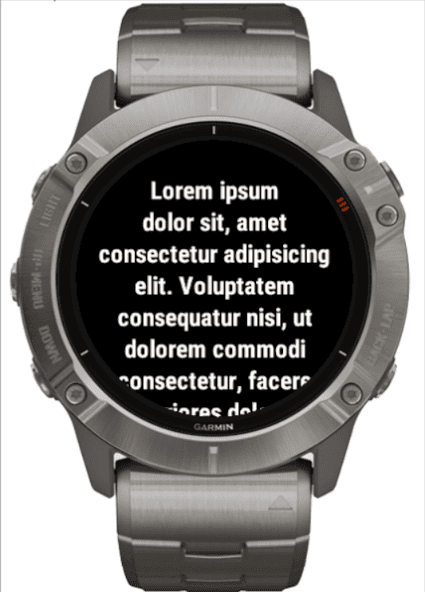 Lorem ipsum
dolor sit, amet
consectetur adipisicing
elit. Voluptatem
consequatur nisi, ut
dolorem commodi
consectetur, facere
LIGHT
UP·MENU
DOWN
BACK·LAP
GARMIN